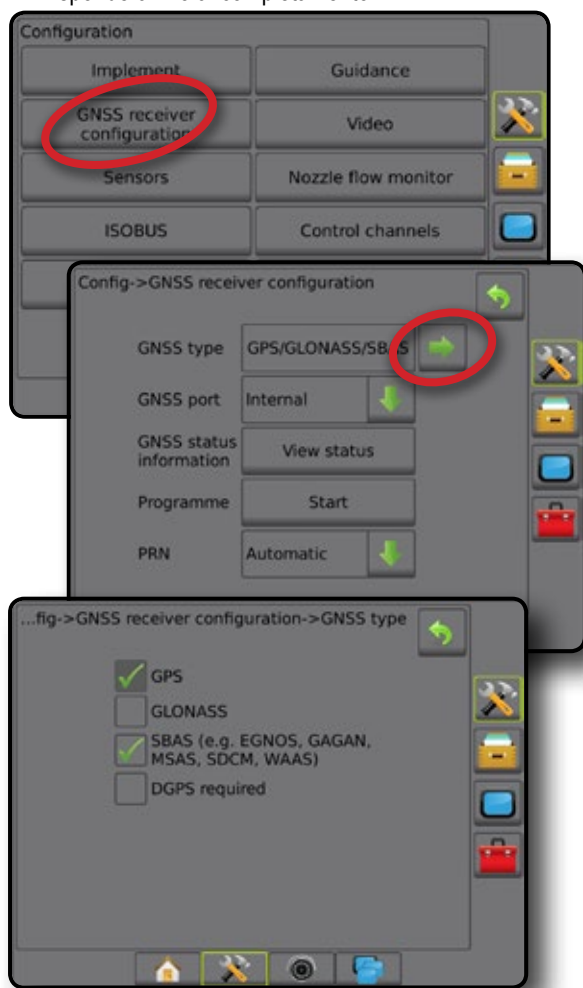 Configuration
Implement
Guidance
GNSS receiver
configuration
Video
Sensors
Nozzle flow monitor
ISOBUS
Control channels
Config->GNSS receiver configuration
GNSS type
GPS/GLONASS/SBAS
GNSS port
Internal
GNSS status
information
View status
Programme
Start
PRN
Automatic
...fig->GNSS receiver configuration->GNSS type
GPS
GLONASS
SBAS (e.g. EGNOS, GAGAN,
MSAS, SDCM, WAAS)
DGPS required